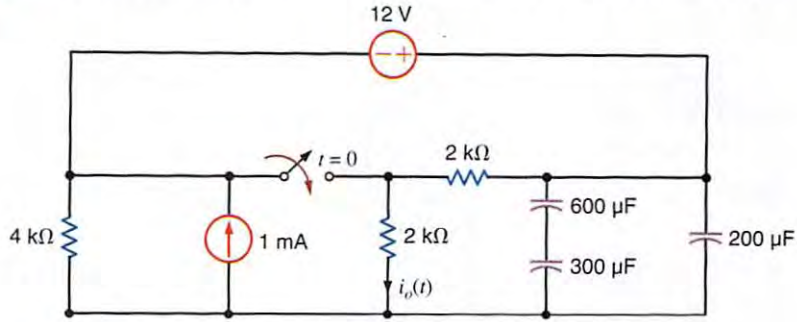 12 V
− +
t = 0
2 kΩ
600 µF
4 kΩ
1 mA
2 kΩ
200 µF
300 µF
i_o(t)